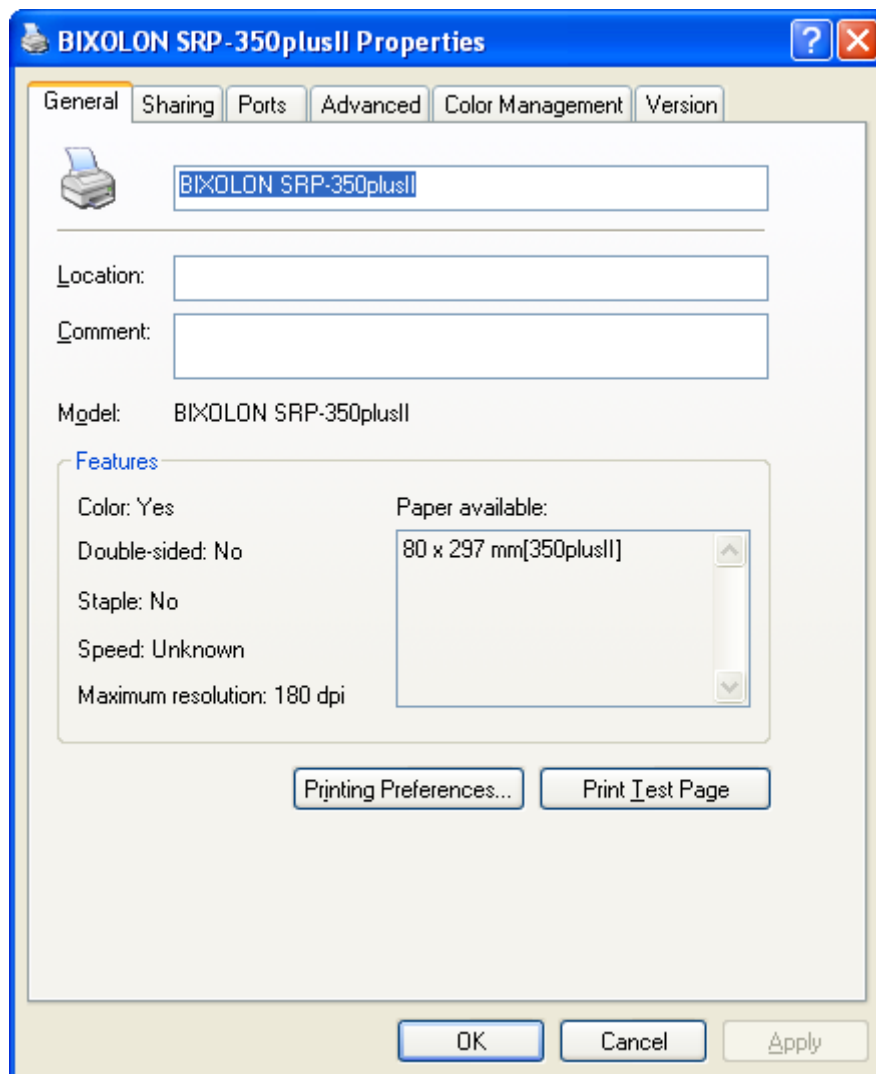 BIXOLON SRP-350plusII Properties
General Sharing Ports Advanced Color Management Version
BIXOLON SRP-350plusII
Location:
Comment:
Model: BIXOLON SRP-350plusII
Features
Color: Yes
Double-sided: No
Staple: No
Speed: Unknown
Maximum resolution: 180 dpi
Paper available:
80 x 297 mm[350plusII]
Printing Preferences... Print Test Page
OK Cancel Apply